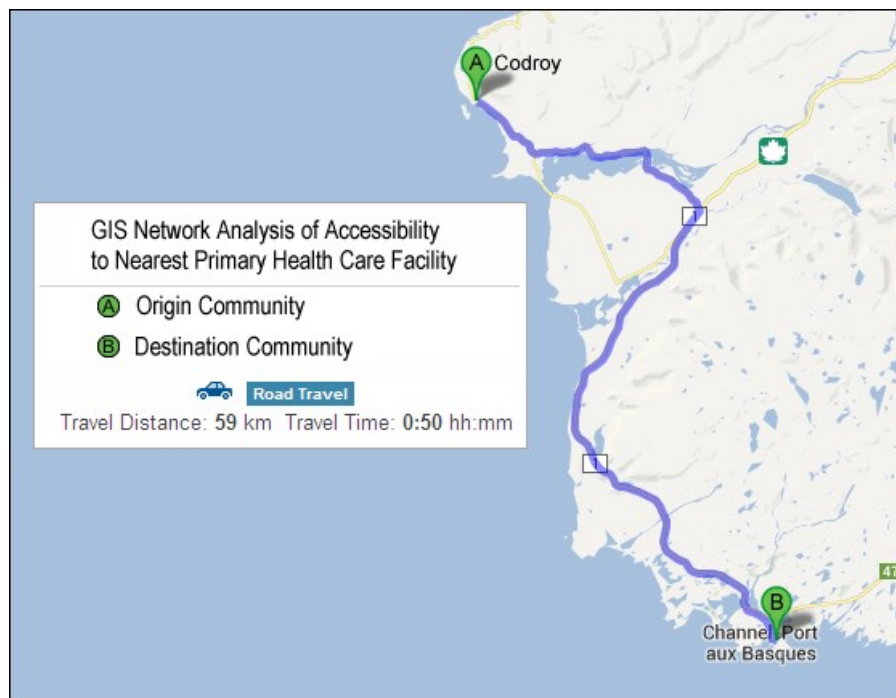 A Codroy
1
GIS Network Analysis of Accessibility
to Nearest Primary Health Care Facility
A Origin Community
B Destination Community
Road Travel
Travel Distance: 59 km Travel Time: 0:50 hh:mm
1
47
B
Channel-Port
aux Basques